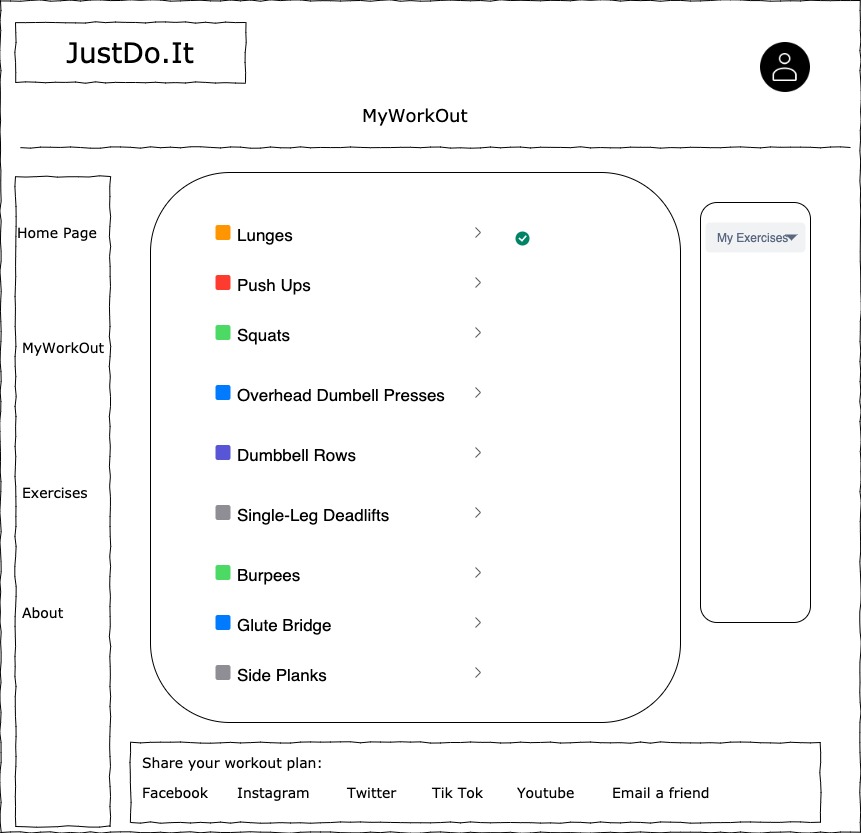 JustDo.It
MyWorkOut
Home Page
MyWorkOut
Exercises
About
Lunges
Push Ups
Squats
Overhead Dumbell Presses
Dumbbell Rows
Single-Leg Deadlifts
Burpees
Glute Bridge
Side Planks
My Exercises
Share your workout plan:
Facebook Instagram Twitter Tik Tok Youtube Email a friend